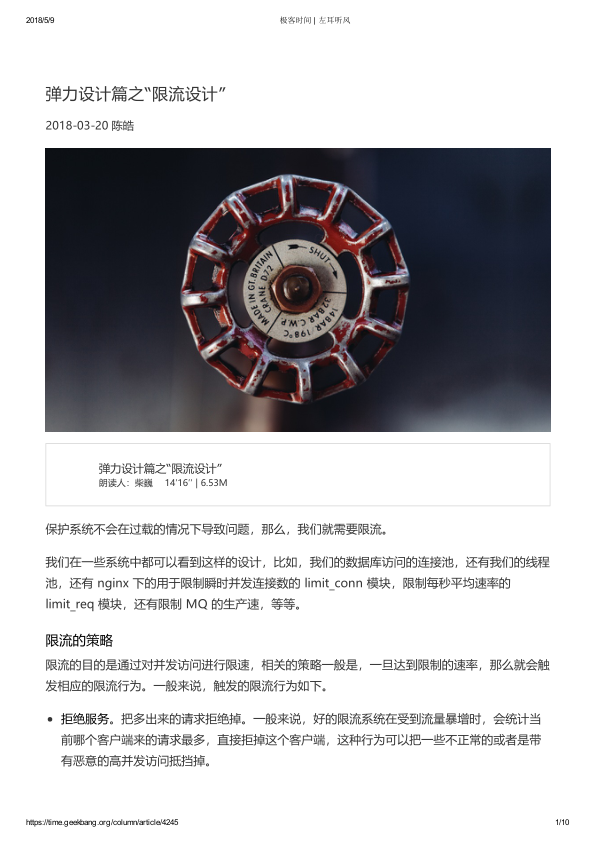 2018/5/9
极客时间 | 左耳听风
弹力设计篇之“限流设计”
2018-03-20 陈皓
SHUT
MADE IN GT.BRITAIN
CRANE D72
14BAR/198°C
32BAR C.W.P.
弹力设计篇之“限流设计”
朗读人：柴巍 14′16″ | 6.53M
保护系统不会在过载的情况下导致问题，那么，我们就需要限流。
我们在一些系统中都可以看到这样的设计，比如，我们的数据库访问的连接池，还有我们的线程
池，还有 nginx 下的用于限制瞬时并发连接数的 limit_conn 模块，限制每秒平均速率的
limit_req 模块，还有限制 MQ 的生产速，等等。
限流的策略
限流的目的是通过对并发访问进行限速，相关的策略一般是，一旦达到限制的速率，那么就会触
发相应的限流行为。一般来说，触发的限流行为如下。
• 拒绝服务。把多出来的请求拒绝掉。一般来说，好的限流系统在受到流量暴增时，会统计当
前哪个客户端来的请求最多，直接拒掉这个客户端，这种行为可以把一些不正常的或者是带
有恶意的高并发访问抵挡掉。
https://time.geekbang.org/column/article/4245
1/10